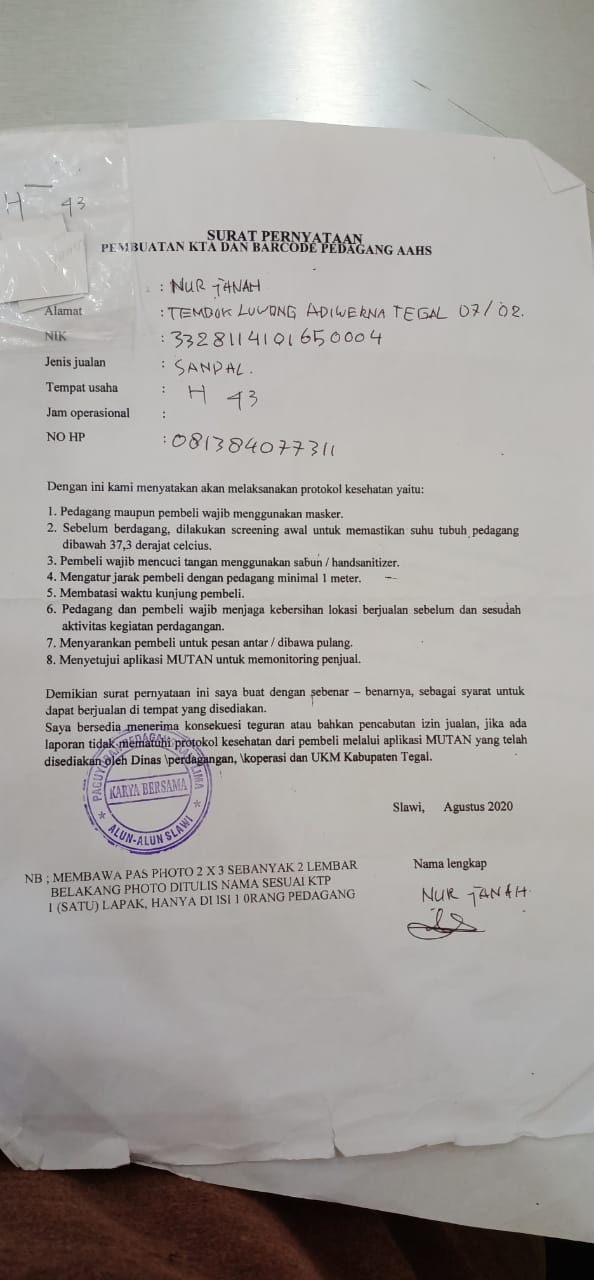 H 43
SURAT PERNYATAAN
PEMBUATAN KTA DAN BARCODE PEDAGANG AAHS
: NUR JANAH
Alamat : TEMBOK LUWUNG ADIWERNA TEGAL 07/02.
NIK : 3328114101650004
Jenis jualan : SANDAL.
Tempat usaha : H 43
Jam operasional :
NO HP : 081384077311
Dengan ini kami menyatakan akan melaksanakan protokol kesehatan yaitu:
1. Pedagang maupun pembeli wajib menggunakan masker.
2. Sebelum berdagang, dilakukan screening awal untuk memastikan suhu tubuh pedagang
dibawah 37,3 derajat celcius.
3. Pembeli wajib mencuci tangan menggunakan sabun / handsanitizer.
4. Mengatur jarak pembeli dengan pedagang minimal 1 meter.
5. Membatasi waktu kunjung pembeli.
6. Pedagang dan pembeli wajib menjaga kebersihan lokasi berjualan sebelum dan sesudah
aktivitas kegiatan perdagangan.
7. Menyarankan pembeli untuk pesan antar / dibawa pulang.
8. Menyetujui aplikasi MUTAN untuk memonitoring penjual.
Demikian surat pernyataan ini saya buat dengan sebenar – benarnya, sebagai syarat untuk
dapat berjualan di tempat yang disediakan.
Saya bersedia menerima konsekuesi teguran atau bahkan pencabutan izin jualan, jika ada
laporan tidak mematuhi protokol kesehatan dari pembeli melalui aplikasi MUTAN yang telah
disediakan oleh Dinas \perdagangan, \koperasi dan UKM Kabupaten Tegal.
KARYA BERSAMA
ALUN-ALUN SLAWI
Slawi, Agustus 2020
Nama lengkap
NUR JANAH.
NB ; MEMBAWA PAS PHOTO 2 X 3 SEBANYAK 2 LEMBAR
BELAKANG PHOTO DITULIS NAMA SESUAI KTP
1 (SATU) LAPAK, HANYA DI ISI 1 0RANG PEDAGANG